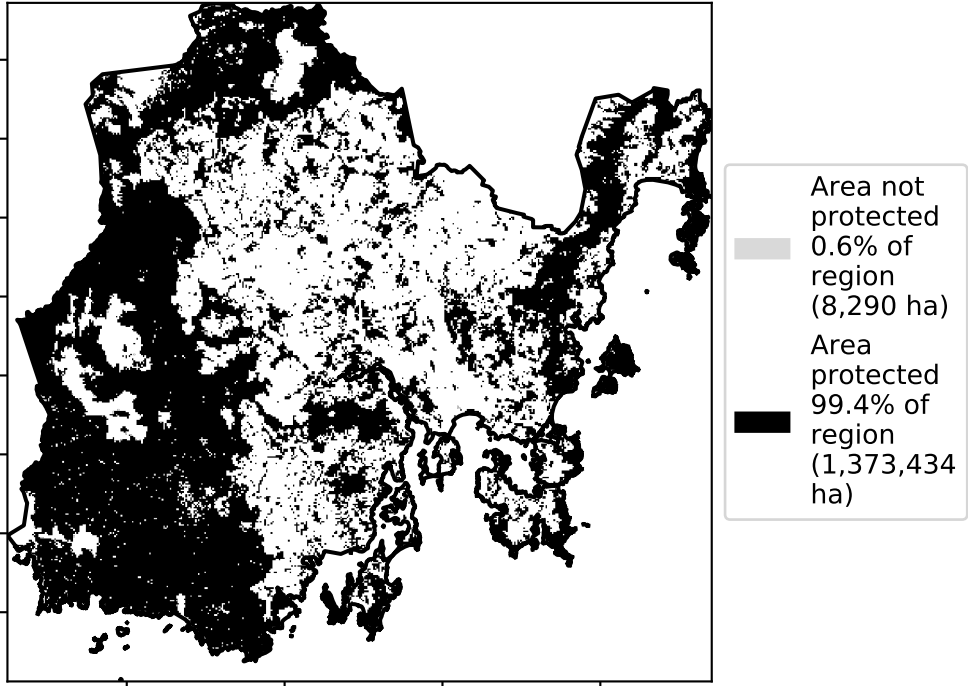 Area not
protected
0.6% of
region
(8,290 ha)
Area
protected
99.4% of
region
(1,373,434
ha)